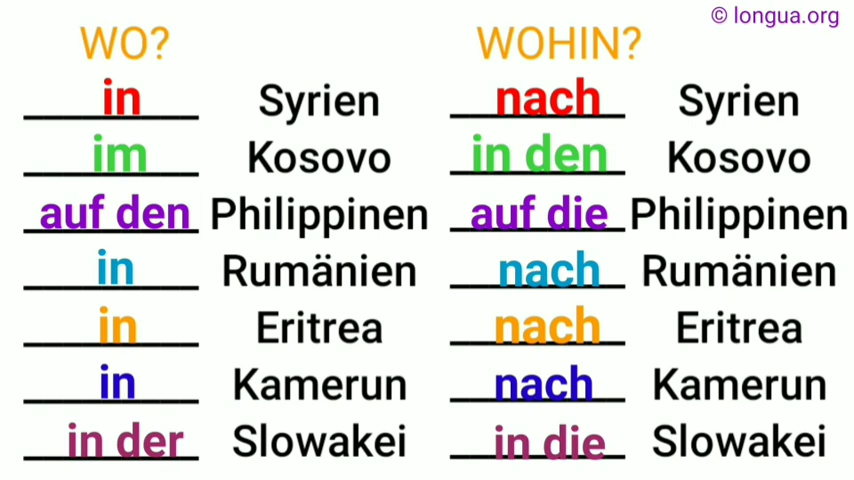 © longua.org
WO? WOHIN?
in Syrien nach Syrien
im Kosovo in den Kosovo
auf den Philippinen auf die Philippinen
in Rumänien nach Rumänien
in Eritrea nach Eritrea
in Kamerun nach Kamerun
in der Slowakei in die Slowakei